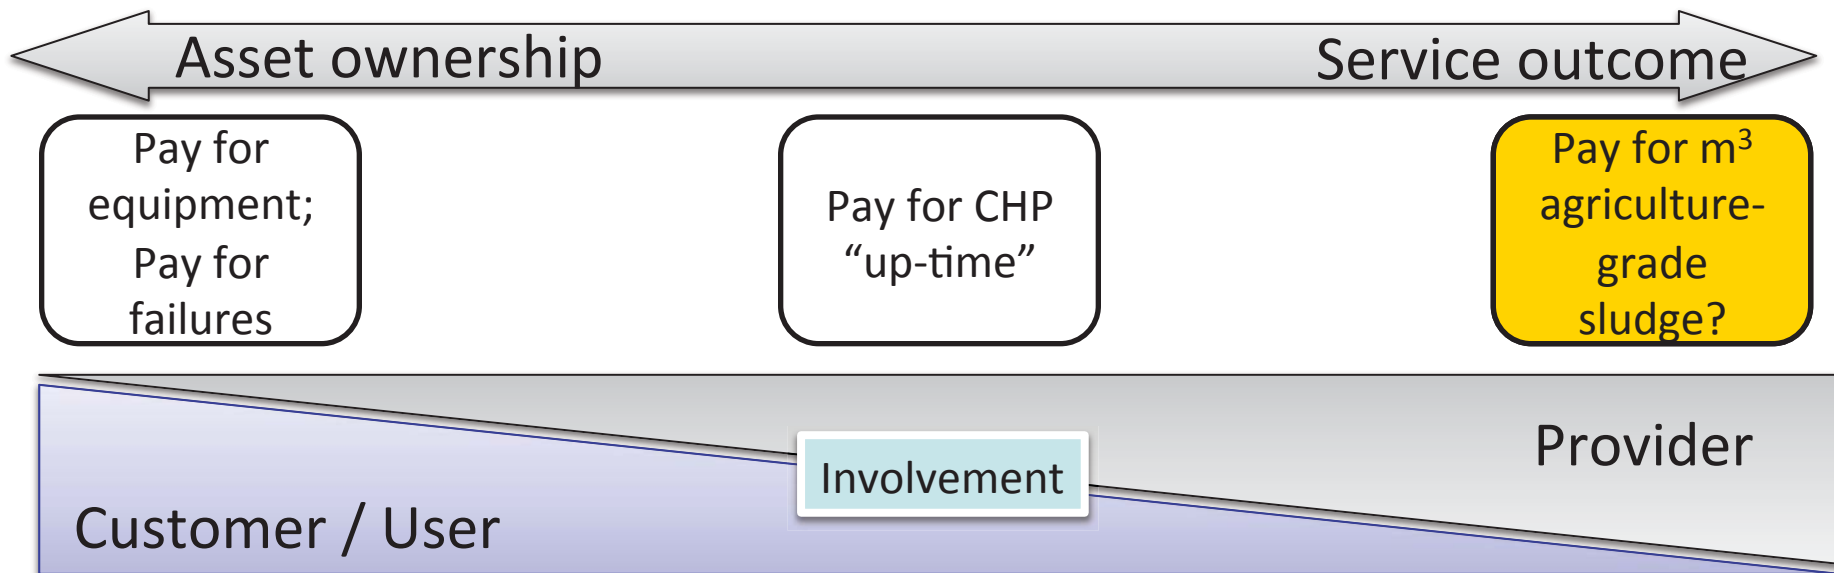 Asset ownership
Service outcome
Pay for
equipment;
Pay for
failures
Pay for CHP
“up-time”
Pay for m³
agriculture-
grade
sludge?
Involvement
Provider
Customer / User